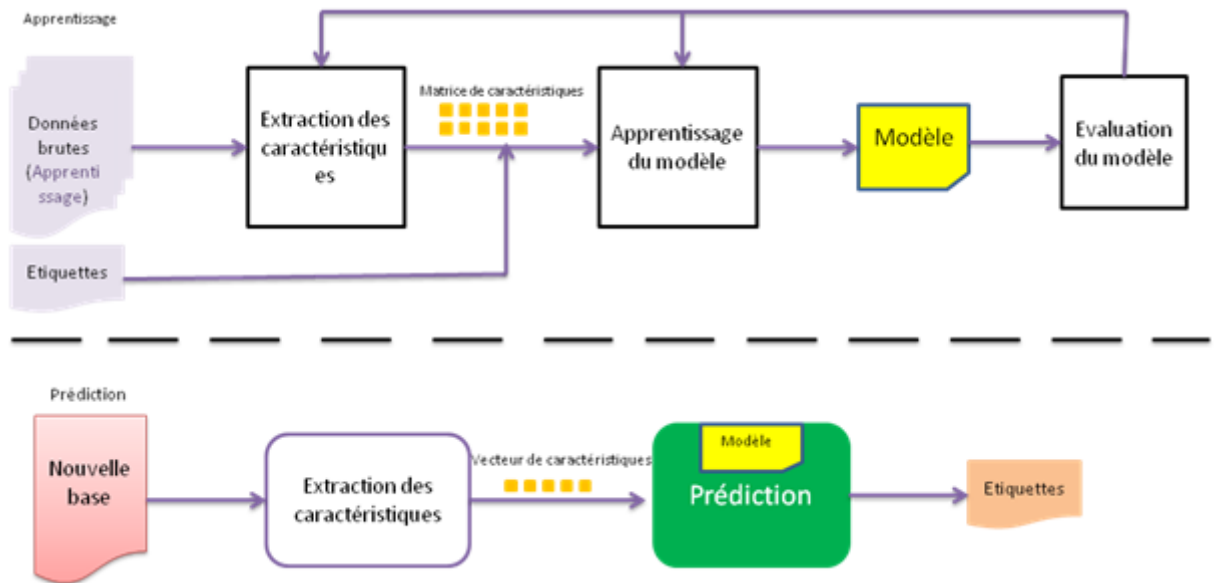 Apprentissage
Données
brutes
(Apprenti
ssage)
Extraction des
caractéristiqu
es
Matrice de caractéristiques
Apprentissage
du modèle
Modèle
Evaluation
du modèle
Etiquettes
Prédiction
Nouvelle
base
Extraction des
caractéristiques
Vecteur de caractéristiques
Modèle
Prédiction
Etiquettes